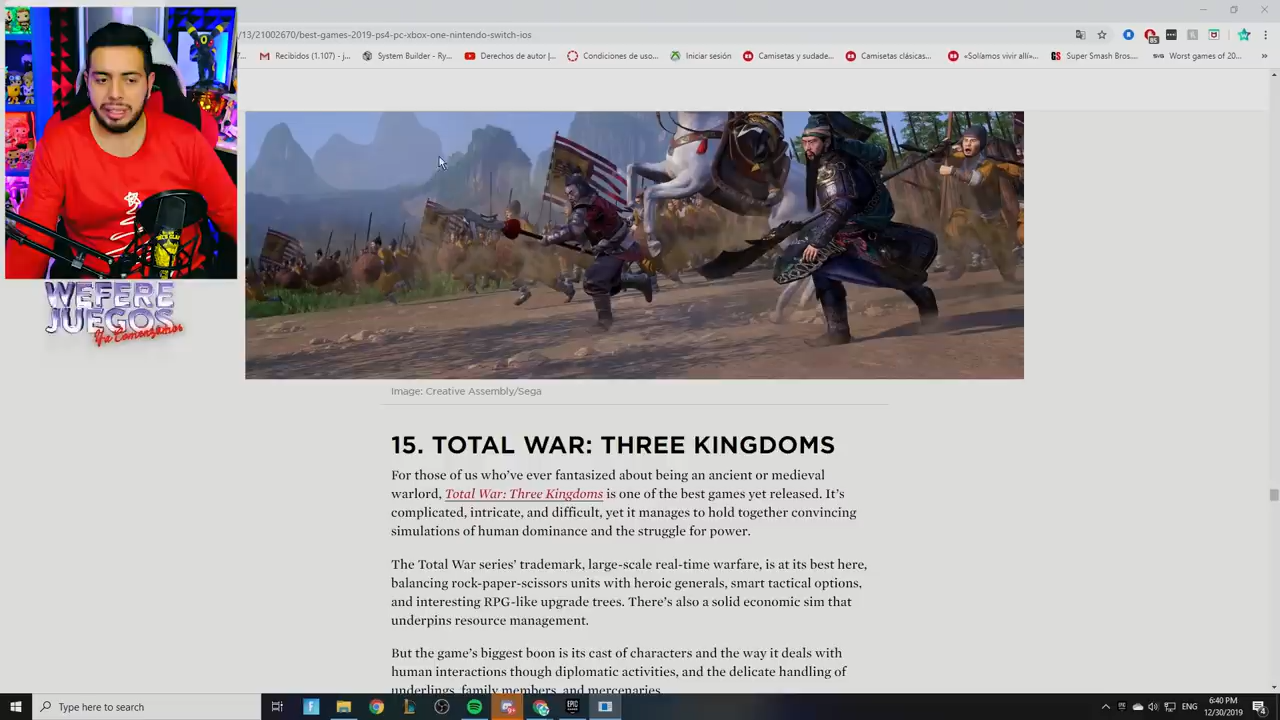 /13/21002670/best-games-2019-ps4-pc-xbox-one-nintendo-switch-ios
Recibidos (1.107) - j...
System Builder - Ry...
Derechos de autor |...
Condiciones de uso...
Iniciar sesión
Camisetas y sudade...
Camisetas clásicas...
«Solíamos vivir allí»...
Super Smash Bros....
Worst games of 20...
WEFERE
JUEGOS
Ya Comenzamos
Image: Creative Assembly/Sega
15. TOTAL WAR: THREE KINGDOMS
For those of us who've ever fantasized about being an ancient or medieval
warlord, Total War: Three Kingdoms is one of the best games yet released. It's
complicated, intricate, and difficult, yet it manages to hold together convincing
simulations of human dominance and the struggle for power.
The Total War series' trademark, large-scale real-time warfare, is at its best here,
balancing rock-paper-scissors units with heroic generals, smart tactical options,
and interesting RPG-like upgrade trees. There's also a solid economic sim that
underpins resource management.
But the game's biggest boon is its cast of characters and the way it deals with
human interactions though diplomatic activities, and the delicate handling of
underlings, family members, and mercenaries.
Type here to search
ENG
6:40 PM
12/30/2019